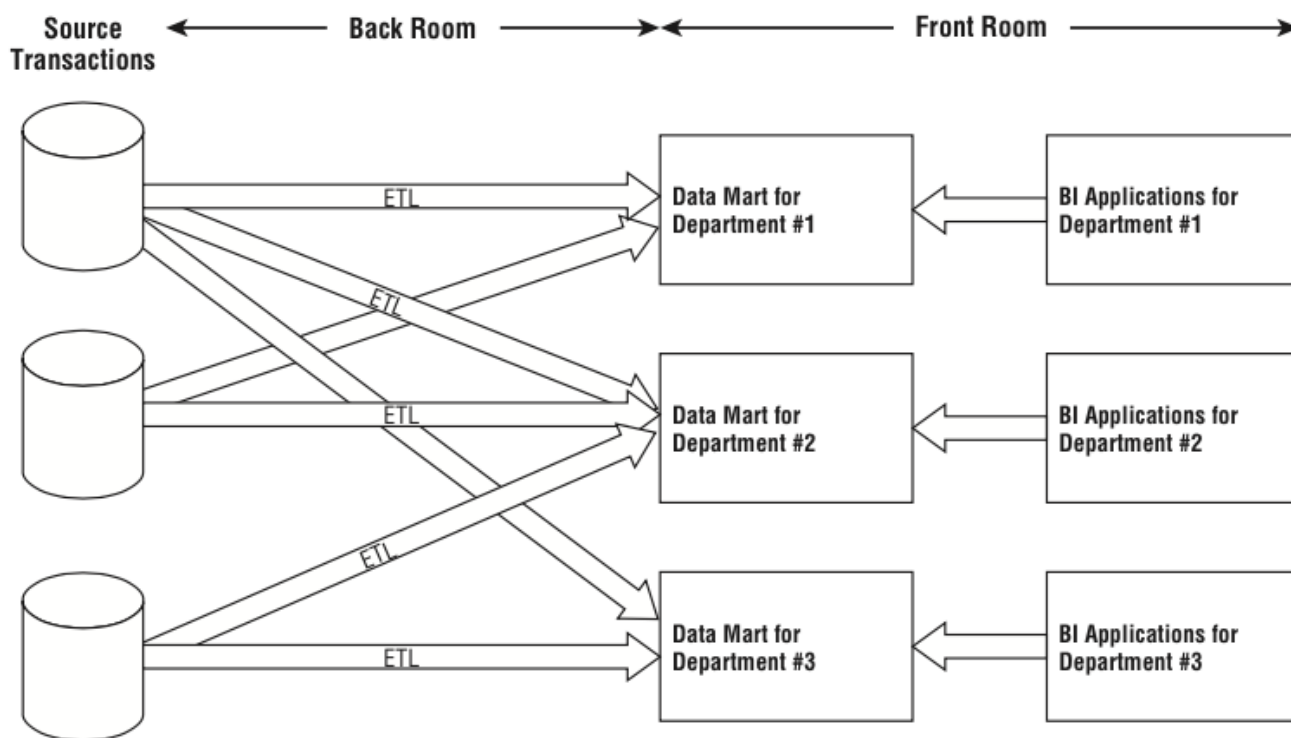 Source
Transactions
Back Room
Front Room
ETL
Data Mart for
Department #1
BI Applications for
Department #1
ETL
ETL
Data Mart for
Department #2
BI Applications for
Department #2
ETL
ETL
Data Mart for
Department #3
BI Applications for
Department #3